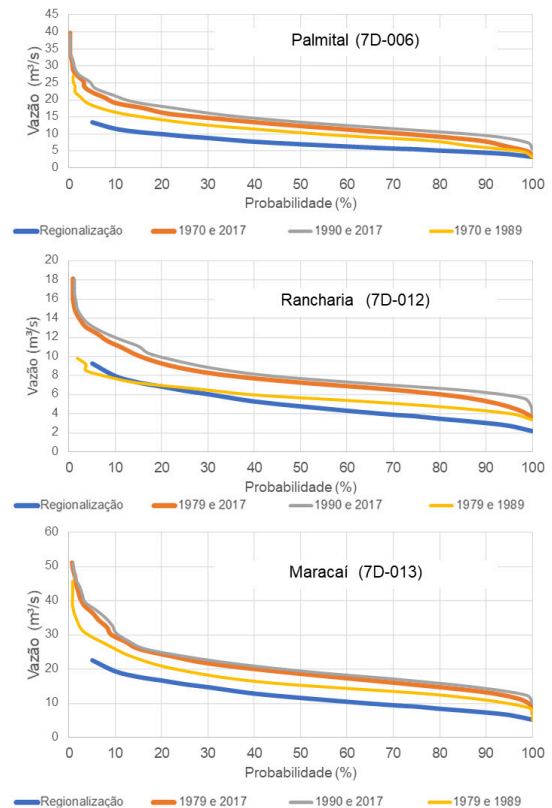 Palmital (7D-006)
Vazão (m³/s)
45
40
35
30
25
20
15
10
5
0
0 10 20 30 40 50 60 70 80 90 100
Probabilidade (%)
Regionalização 1970 e 2017 1990 e 2017 1970 e 1989
Rancharia (7D-012)
Vazão (m³/s)
20
18
16
14
12
10
8
6
4
2
0
0 10 20 30 40 50 60 70 80 90 100
Probabilidade (%)
Regionalização 1979 e 2017 1990 e 2017 1979 e 1989
Maracaí (7D-013)
Vazão (m³/s)
60
50
40
30
20
10
0
0 10 20 30 40 50 60 70 80 90 100
Probabilidade (%)
Regionalização 1979 e 2017 1990 e 2017 1979 e 1989